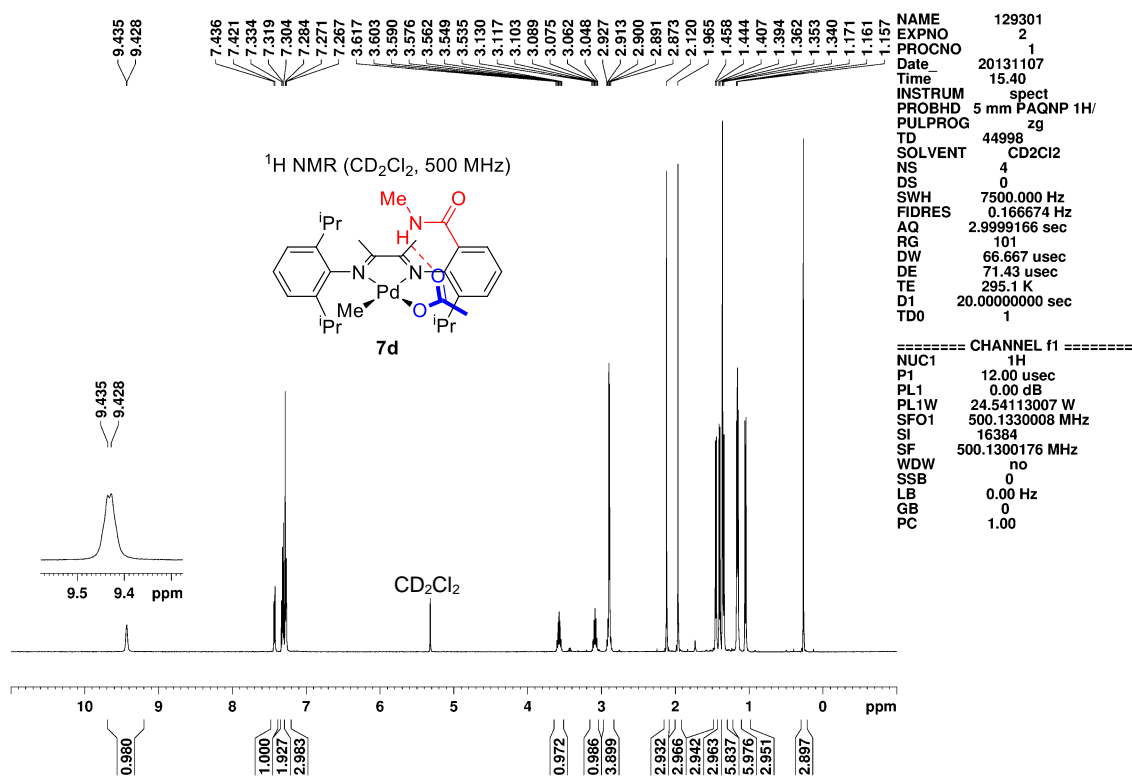 9.435
9.428
7.436
7.421
7.334
7.319
7.304
7.284
7.271
7.267
3.617
3.603
3.590
3.576
3.562
3.549
3.535
3.130
3.117
3.103
3.089
3.075
3.062
3.048
2.927
2.913
2.900
2.891
2.873
2.120
1.965
1.458
1.444
1.407
1.394
1.362
1.353
1.340
1.171
1.161
1.157
NAME 129301
EXPNO 2
PROCNO 1
Date_ 20131107
Time 15.40
INSTRUM spect
PROBHD 5 mm PAQNP 1H/
PULPROG zg
TD 44998
SOLVENT CD2Cl2
NS 4
DS 0
SWH 7500.000 Hz
FIDRES 0.166674 Hz
AQ 2.9999166 sec
RG 101
DW 66.667 usec
DE 71.43 usec
TE 295.1 K
D1 20.00000000 sec
TD0 1
======== CHANNEL f1 ========
NUC1 1H
P1 12.00 usec
PL1 0.00 dB
PL1W 24.54113007 W
SFO1 500.1330008 MHz
SI 16384
SF 500.1300176 MHz
WDW no
SSB 0
LB 0.00 Hz
GB 0
PC 1.00
¹H NMR (CD₂Cl₂, 500 MHz)
Me
O
N
H
ⁱPr
N
N
O
Pd
Me
O
ⁱPr
ⁱPr
7d
9.435
9.428
9.5 9.4 ppm
CD₂Cl₂
10 9 8 7 6 5 4 3 2 1 0 ppm
0.980
1.000
1.927
2.983
0.972
0.986
3.899
2.932
2.966
2.942
2.963
5.837
5.976
2.951
2.897